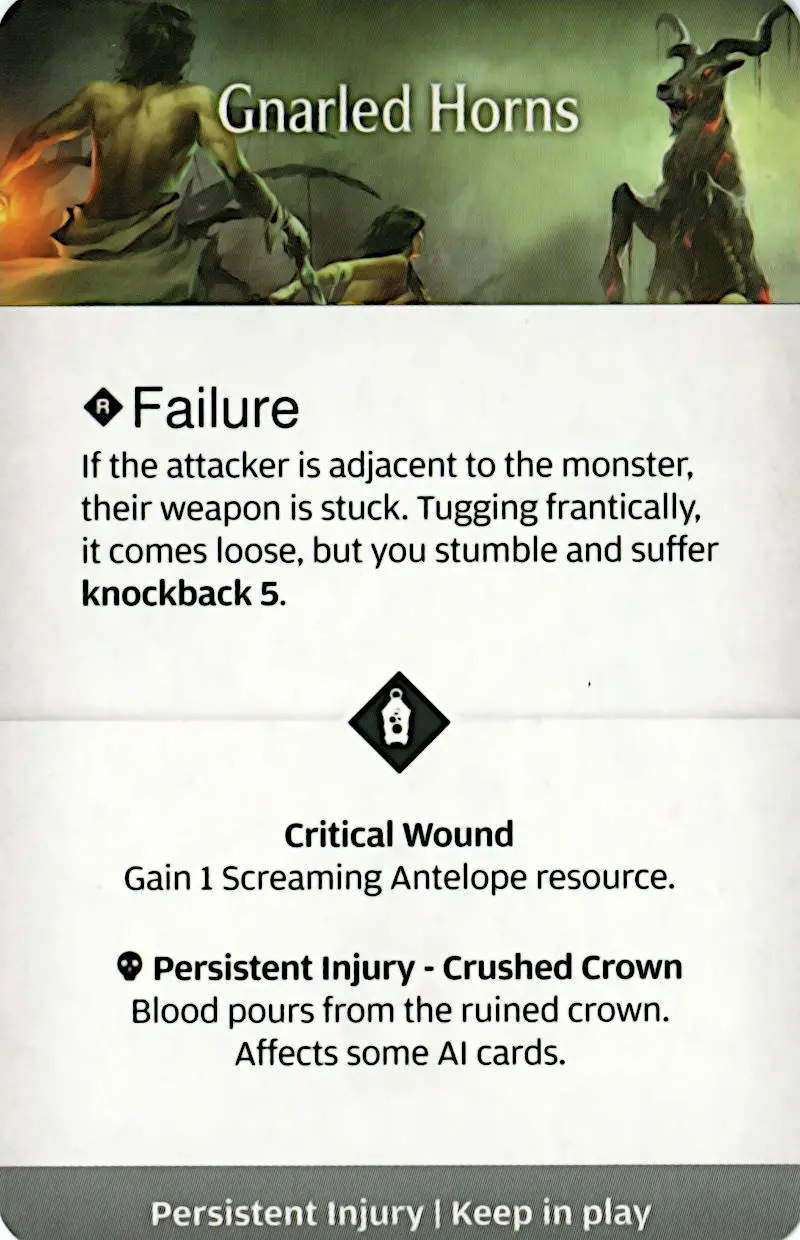 Gnarled Horns
R Failure
If the attacker is adjacent to the monster,
their weapon is stuck. Tugging frantically,
it comes loose, but you stumble and suffer
knockback 5.
Critical Wound
Gain 1 Screaming Antelope resource.
Persistent Injury - Crushed Crown
Blood pours from the ruined crown.
Affects some AI cards.
Persistent Injury | Keep in play